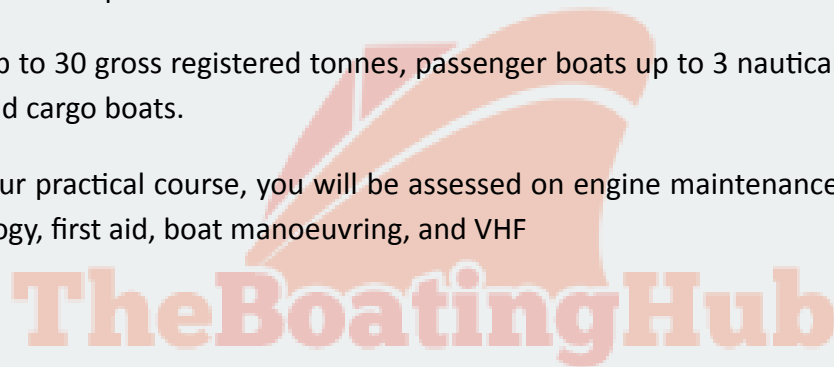 to 30 gross registered tonnes, passenger boats up to 3 nautica
d cargo boats.
ur practical course, you will be assessed on engine maintenance
ogy, first aid, boat manoeuvring, and VHF
TheBoatingHub